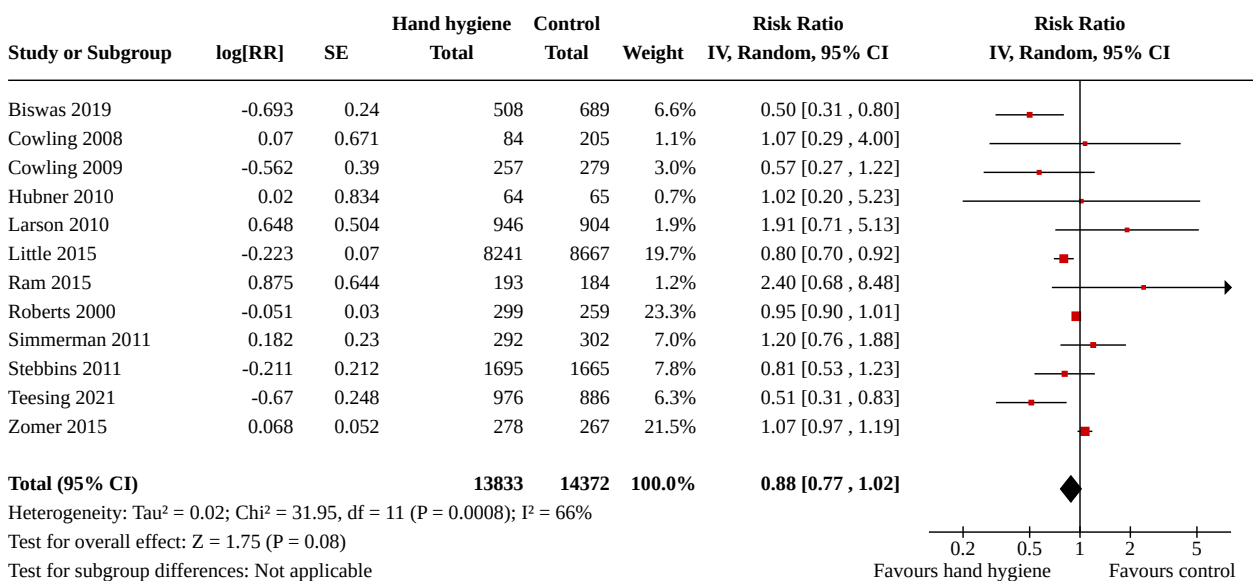 Hand hygiene Control Risk Ratio Risk Ratio
Study or Subgroup log[RR] SE Total Total Weight IV, Random, 95% CI IV, Random, 95% CI
Biswas 2019 -0.693 0.24 508 689 6.6% 0.50 [0.31 , 0.80]
Cowling 2008 0.07 0.671 84 205 1.1% 1.07 [0.29 , 4.00]
Cowling 2009 -0.562 0.39 257 279 3.0% 0.57 [0.27 , 1.22]
Hubner 2010 0.02 0.834 64 65 0.7% 1.02 [0.20 , 5.23]
Larson 2010 0.648 0.504 946 904 1.9% 1.91 [0.71 , 5.13]
Little 2015 -0.223 0.07 8241 8667 19.7% 0.80 [0.70 , 0.92]
Ram 2015 0.875 0.644 193 184 1.2% 2.40 [0.68 , 8.48]
Roberts 2000 -0.051 0.03 299 259 23.3% 0.95 [0.90 , 1.01]
Simmerman 2011 0.182 0.23 292 302 7.0% 1.20 [0.76 , 1.88]
Stebbins 2011 -0.211 0.212 1695 1665 7.8% 0.81 [0.53 , 1.23]
Teesing 2021 -0.67 0.248 976 886 6.3% 0.51 [0.31 , 0.83]
Zomer 2015 0.068 0.052 278 267 21.5% 1.07 [0.97 , 1.19]
Total (95% CI) 13833 14372 100.0% 0.88 [0.77 , 1.02]
Heterogeneity: Tau² = 0.02; Chi² = 31.95, df = 11 (P = 0.0008); I² = 66%
Test for overall effect: Z = 1.75 (P = 0.08) 0.2 0.5 1 2 5
Test for subgroup differences: Not applicable Favours hand hygiene Favours control